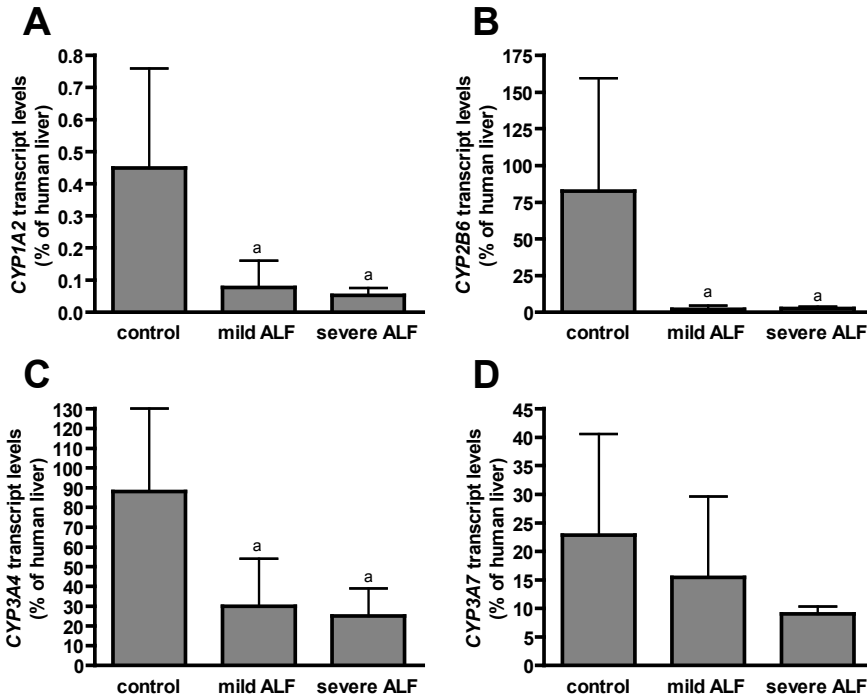 A
CYP1A2 transcript levels
(% of human liver)
0.8
0.7
0.6
0.5
0.4
0.3
0.2
0.1
0.0
a
a
control mild ALF severe ALF
B
CYP2B6 transcript levels
(% of human liver)
175
150
125
100
75
50
25
0
a
a
control mild ALF severe ALF
C
CYP3A4 transcript levels
(% of human liver)
130
120
110
100
90
80
70
60
50
40
30
20
10
0
a
a
control mild ALF severe ALF
D
CYP3A7 transcript levels
(% of human liver)
45
40
35
30
25
20
15
10
5
0
control mild ALF severe ALF